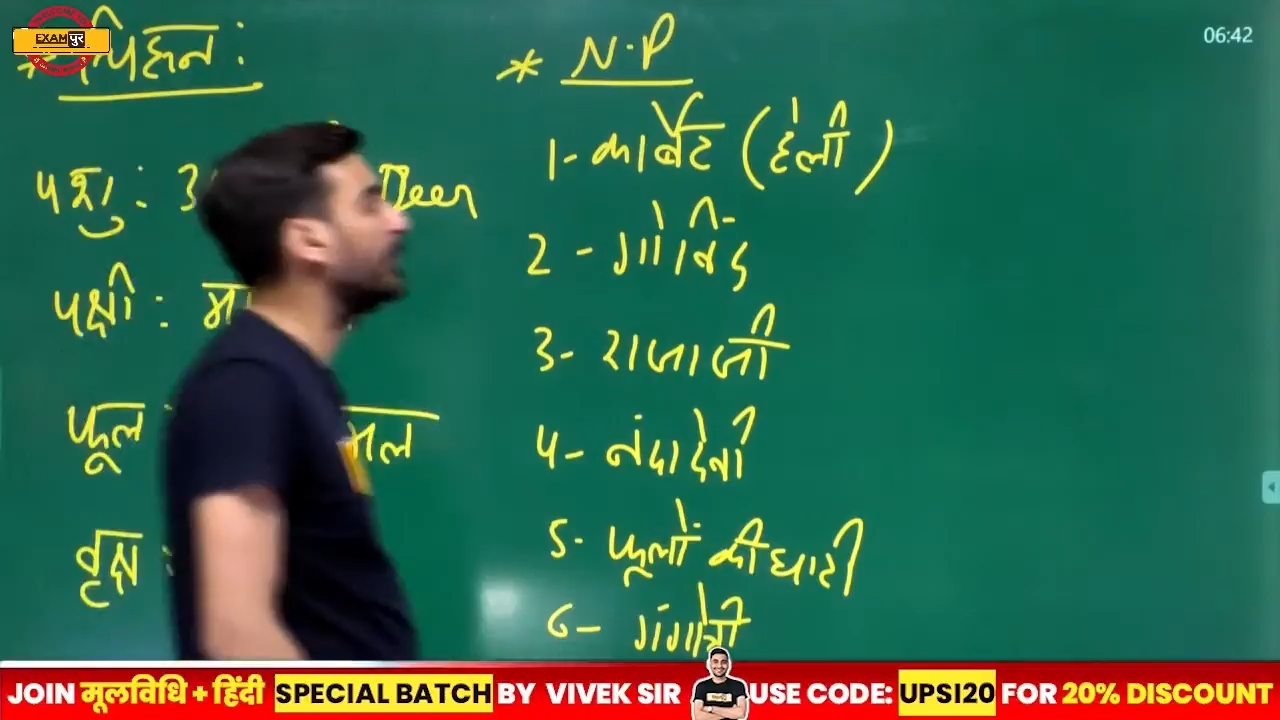 EXAMपुर
06:42
* N.P
पशु : Deer
पक्षी :
फूल :
वृक्ष :
1- कार्बेट (हेली)
2 - गोविंद
3- राजाजी
4- नंदादेवी
5- फूलों की घाटी
6- गंगोत्री
JOIN मूलविधि + हिंदी SPECIAL BATCH BY VIVEK SIR USE CODE: UPSI20 FOR 20% DISCOUNT